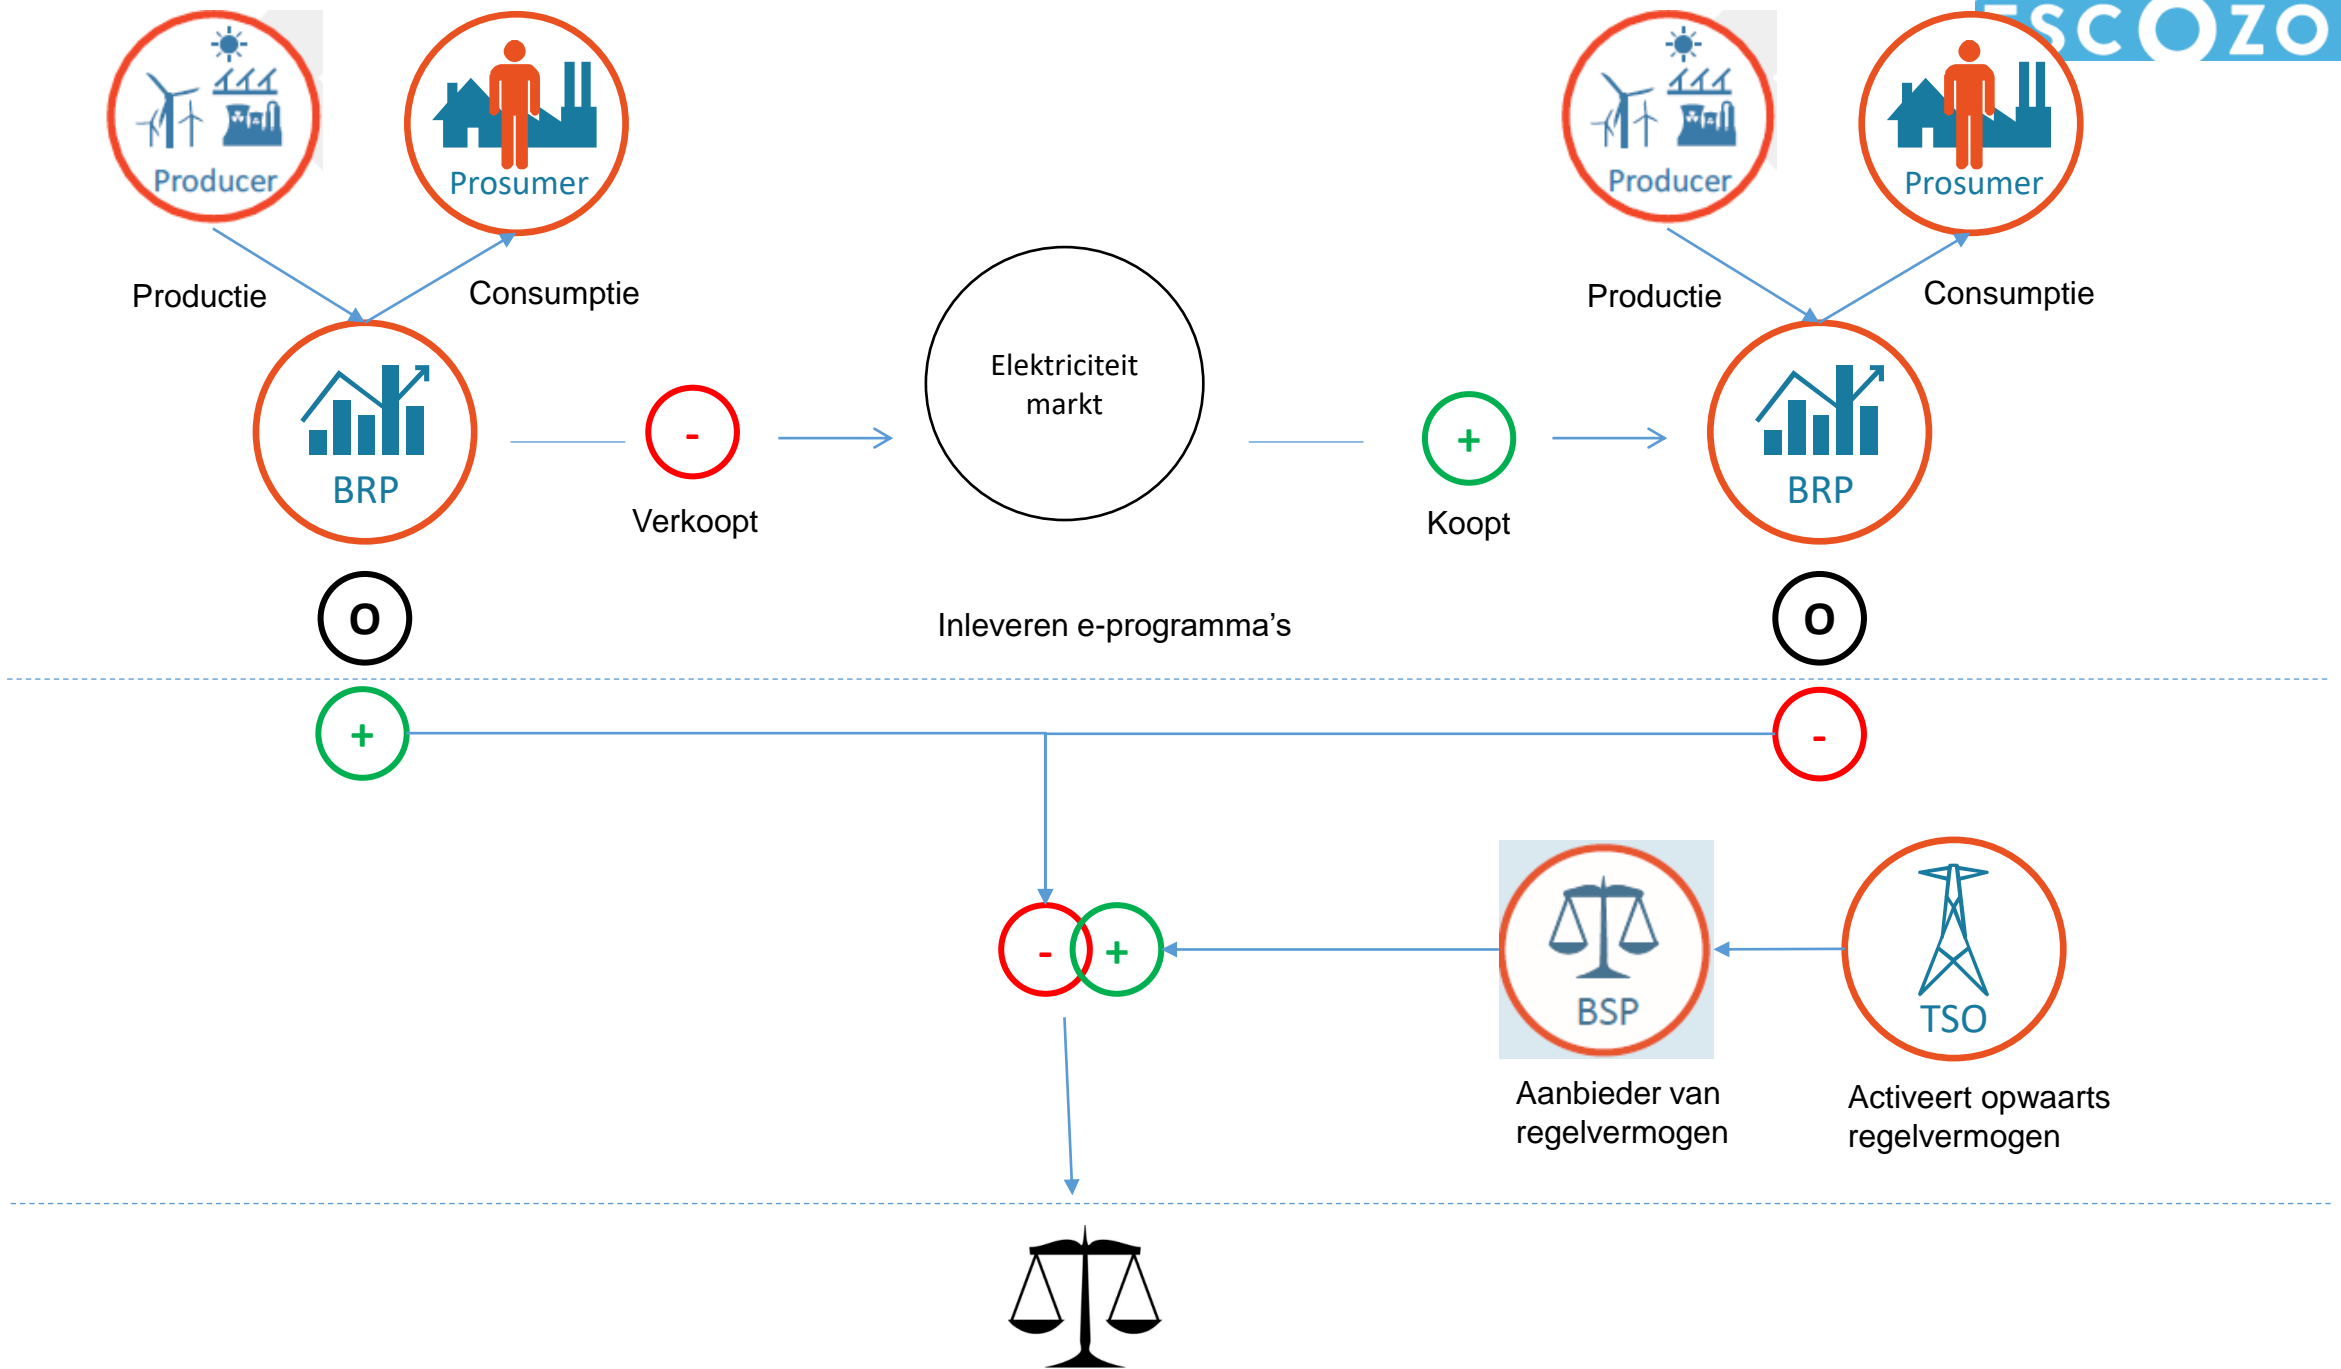 ESCOZO
Producer
Prosumer
Producer
Prosumer
Productie
Consumptie
Productie
Consumptie
Elektriciteit
markt
-
+
BRP
BRP
Verkoopt
Koopt
O
O
Inleveren e-programma's
+
-
-
+
BSP
TSO
Aanbieder van
regelvermogen
Activeert opwaarts
regelvermogen